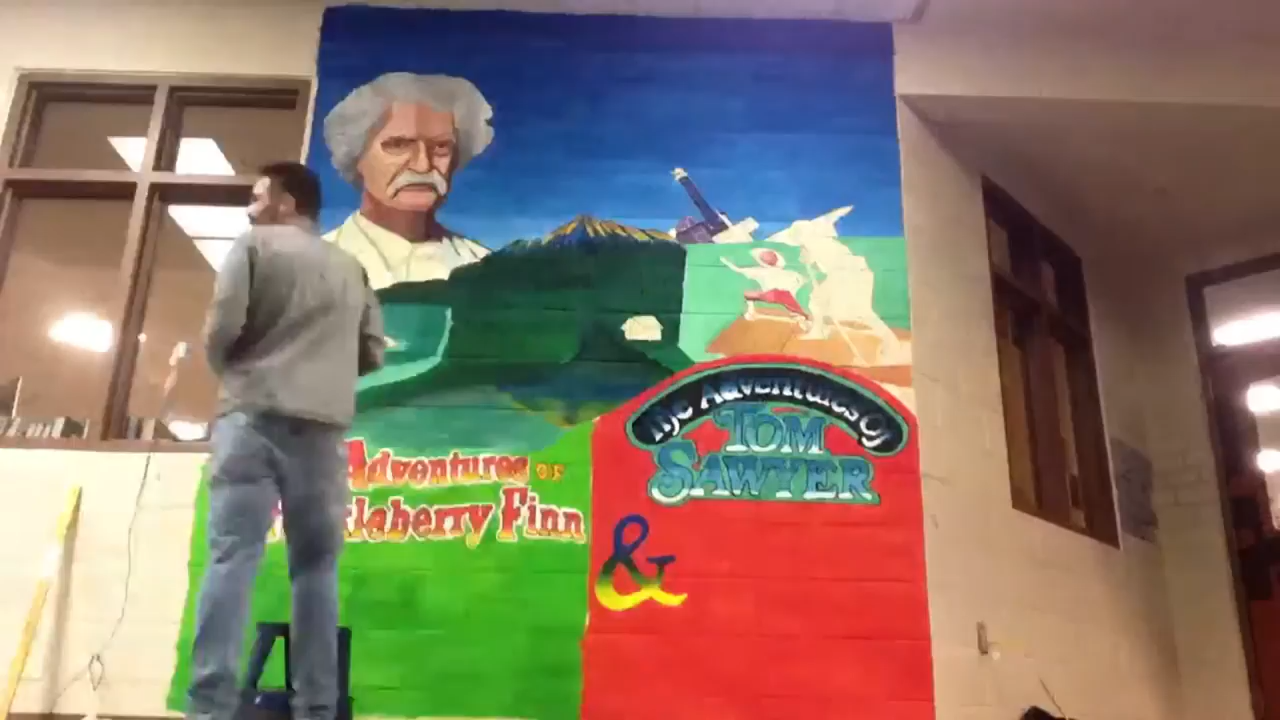 Adventures OF
Finn
The Adventures Of
TOM
SAWYER
&